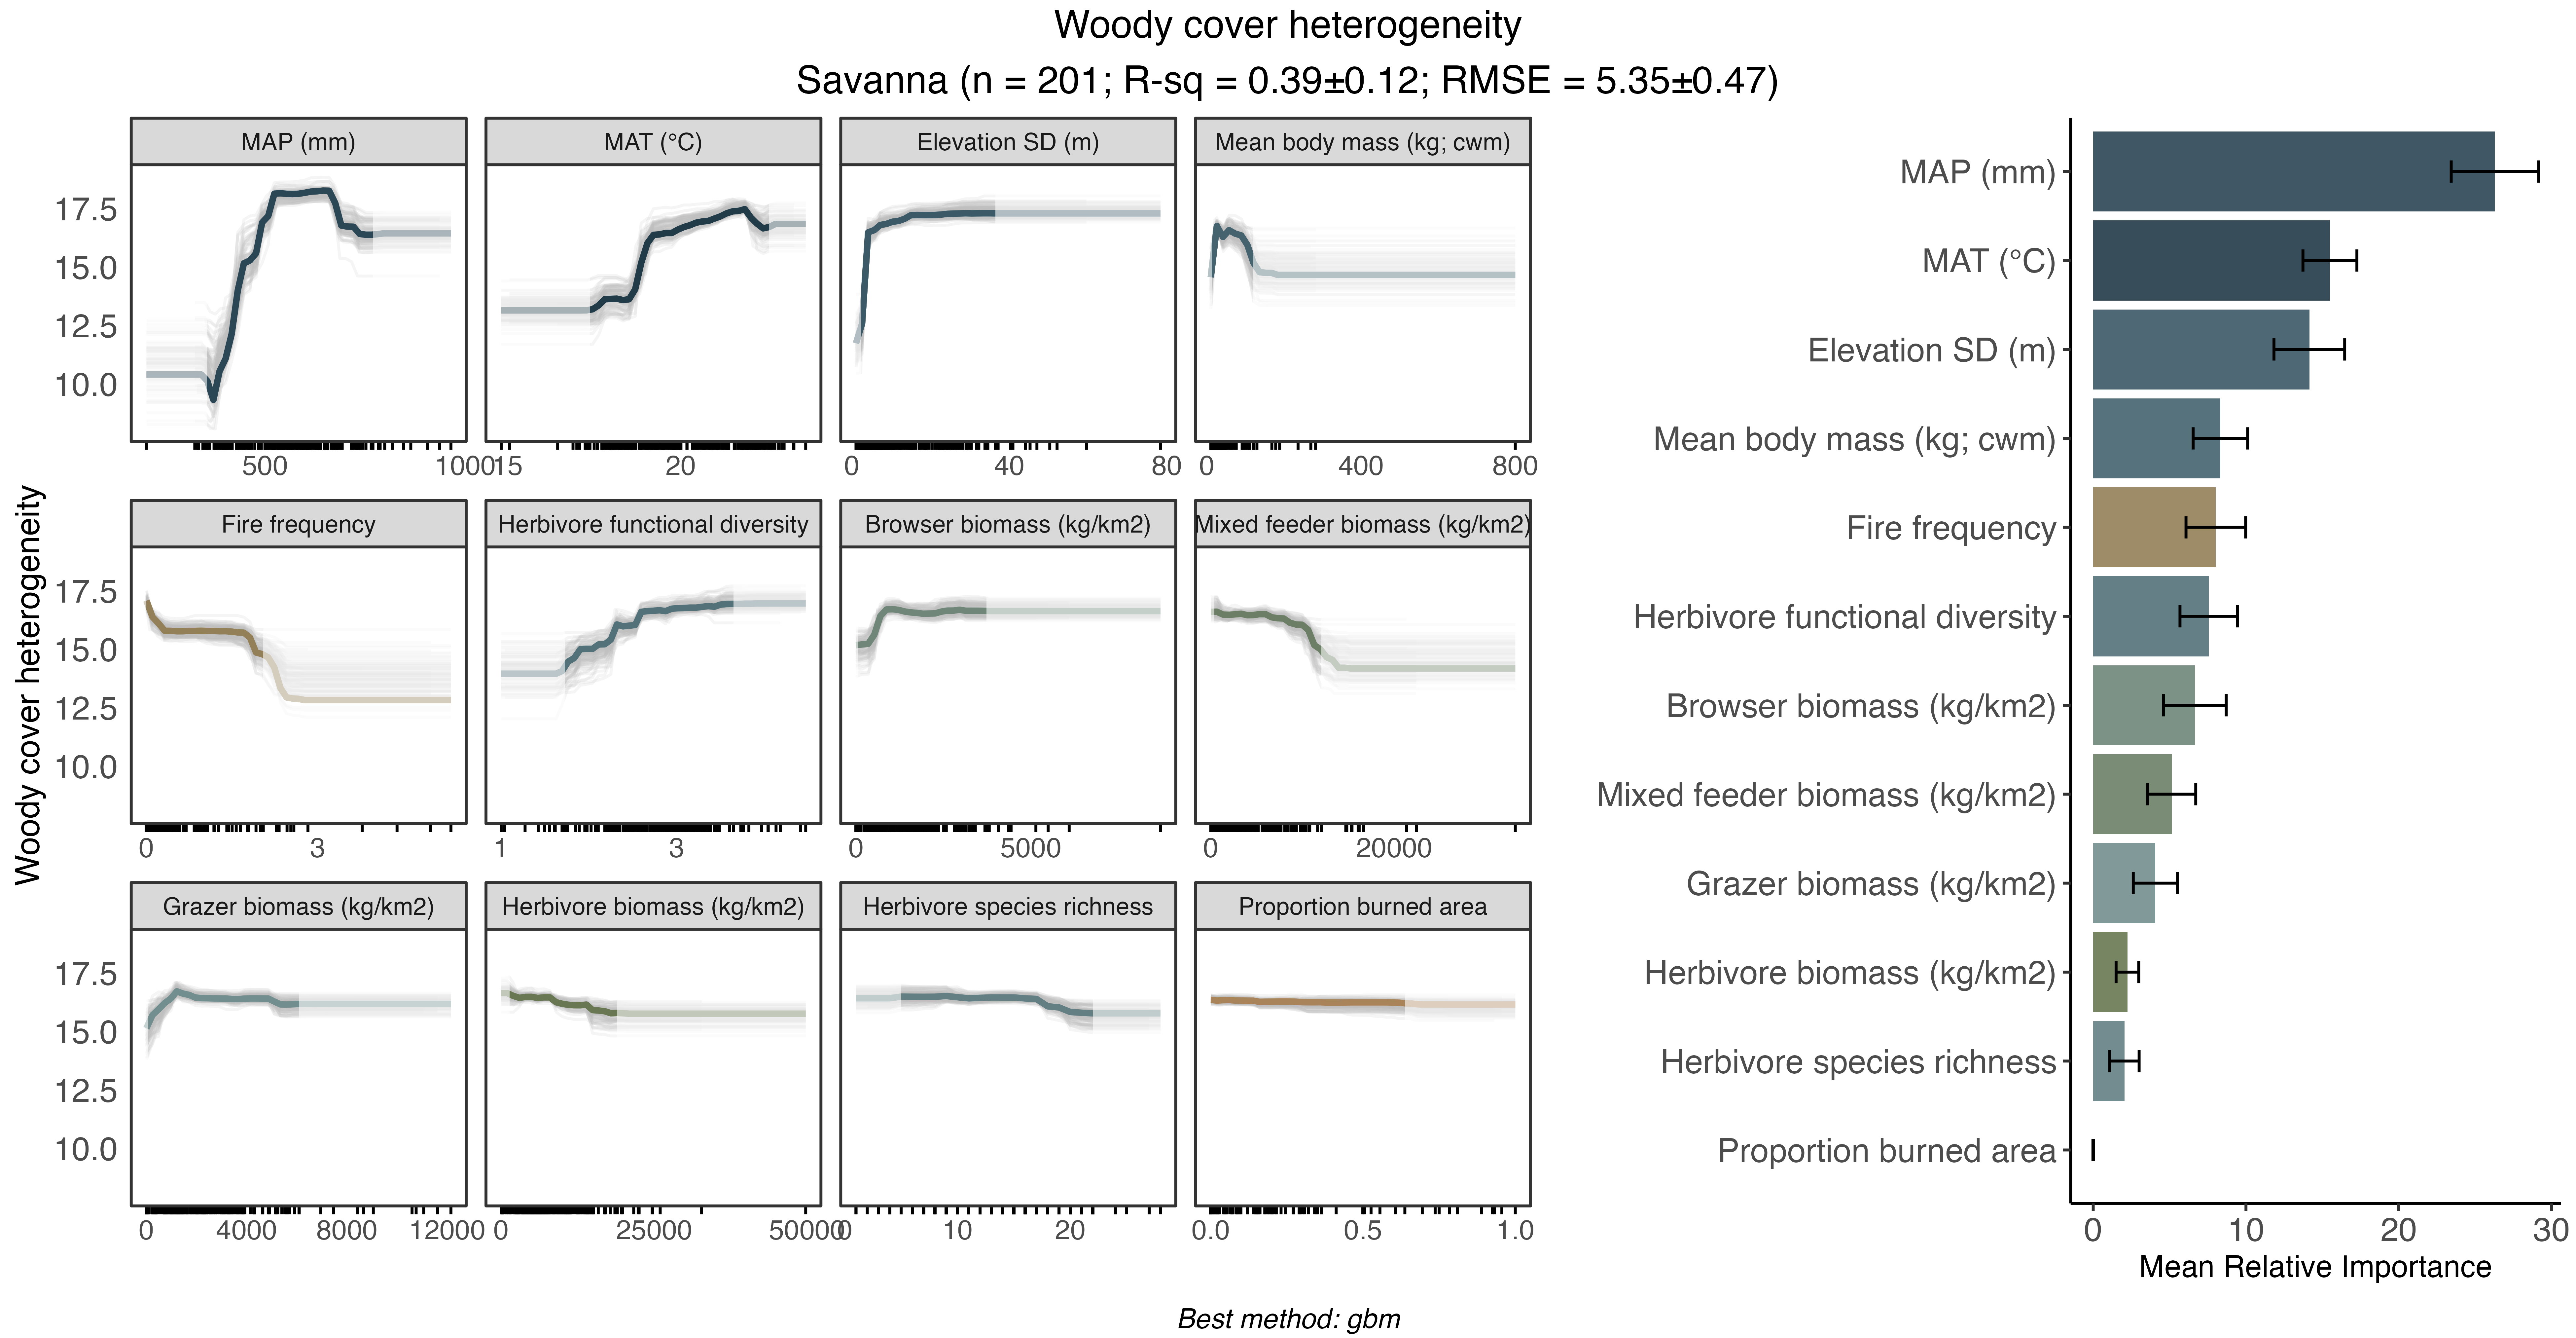 Woody cover heterogeneity
Savanna (n = 201; R-sq = 0.39±0.12; RMSE = 5.35±0.47)
Woody cover heterogeneity
MAP (mm)
MAT (°C)
Elevation SD (m)
Mean body mass (kg; cwm)
17.5
15.0
12.5
10.0
500
1000
15
20
0
40
80
0
400
800
Fire frequency
Herbivore functional diversity
Browser biomass (kg/km2)
Mixed feeder biomass (kg/km2)
17.5
15.0
12.5
10.0
0
3
1
3
0
5000
0
20000
Grazer biomass (kg/km2)
Herbivore biomass (kg/km2)
Herbivore species richness
Proportion burned area
17.5
15.0
12.5
10.0
0
4000
8000
12000
0
25000
50000
0
10
20
0.0
0.5
1.0
MAP (mm)
MAT (°C)
Elevation SD (m)
Mean body mass (kg; cwm)
Fire frequency
Herbivore functional diversity
Browser biomass (kg/km2)
Mixed feeder biomass (kg/km2)
Grazer biomass (kg/km2)
Herbivore biomass (kg/km2)
Herbivore species richness
Proportion burned area
0
10
20
30
Mean Relative Importance
Best method: gbm